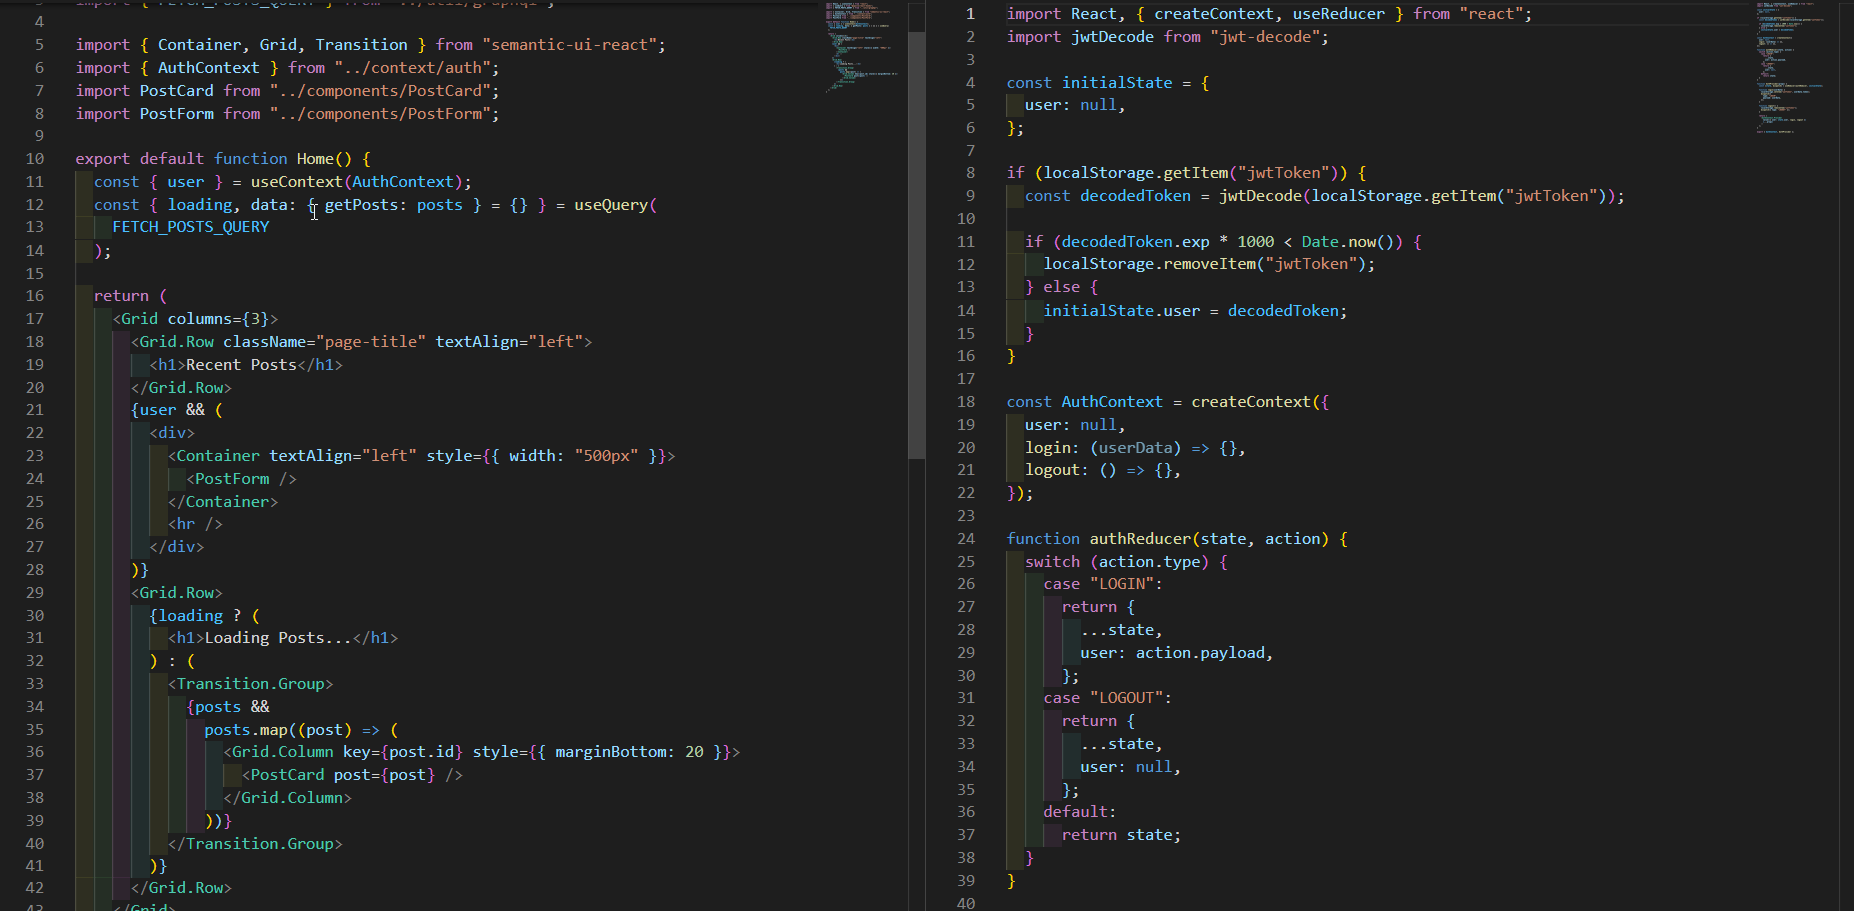 import { FETCH_POSTS_QUERY } from "../util/graphql";
4
5 import { Container, Grid, Transition } from "semantic-ui-react";
6 import { AuthContext } from "../context/auth";
7 import PostCard from "../components/PostCard";
8 import PostForm from "../components/PostForm";
9
10 export default function Home() {
11 const { user } = useContext(AuthContext);
12 const { loading, data: { getPosts: posts } = {} } = useQuery(
13 FETCH_POSTS_QUERY
14 );
15
16 return (
17 <Grid columns={3}>
18 <Grid.Row className="page-title" textAlign="left">
19 <h1>Recent Posts</h1>
20 </Grid.Row>
21 {user && (
22 <div>
23 <Container textAlign="left" style={{ width: "500px" }}>
24 <PostForm />
25 </Container>
26 <hr />
27 </div>
28 )}
29 <Grid.Row>
30 {loading ? (
31 <h1>Loading Posts...</h1>
32 ) : (
33 <Transition.Group>
34 {posts &&
35 posts.map((post) => (
36 <Grid.Column key={post.id} style={{ marginBottom: 20 }}>
37 <PostCard post={post} />
38 </Grid.Column>
39 ))}
40 </Transition.Group>
41 )}
42 </Grid.Row>
43 </Grid>
1 import React, { createContext, useReducer } from "react";
2 import jwtDecode from "jwt-decode";
3
4 const initialState = {
5 user: null,
6 };
7
8 if (localStorage.getItem("jwtToken")) {
9 const decodedToken = jwtDecode(localStorage.getItem("jwtToken"));
10
11 if (decodedToken.exp * 1000 < Date.now()) {
12 localStorage.removeItem("jwtToken");
13 } else {
14 initialState.user = decodedToken;
15 }
16 }
17
18 const AuthContext = createContext({
19 user: null,
20 login: (userData) => {},
21 logout: () => {},
22 });
23
24 function authReducer(state, action) {
25 switch (action.type) {
26 case "LOGIN":
27 return {
28 ...state,
29 user: action.payload,
30 };
31 case "LOGOUT":
32 return {
33 ...state,
34 user: null,
35 };
36 default:
37 return state;
38 }
39 }
40